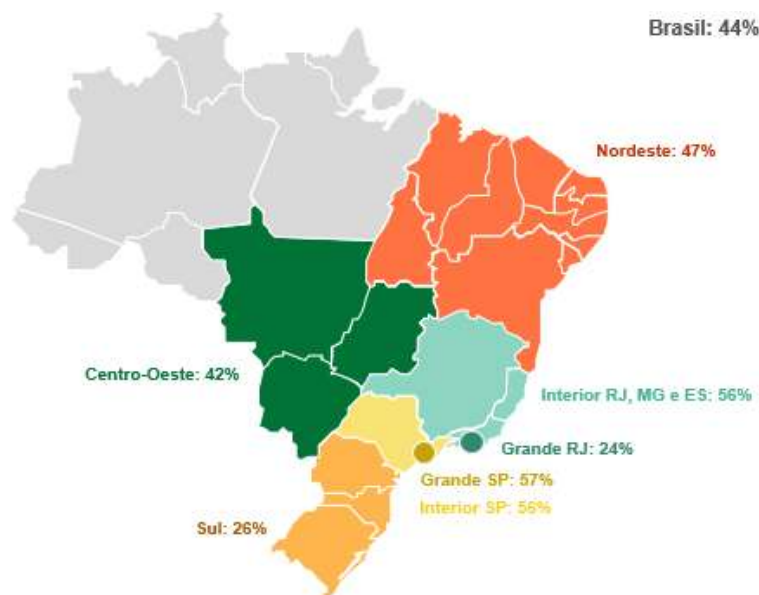 Brasil: 44%
Nordeste: 47%
Centro-Oeste: 42%
Interior RJ, MG e ES: 56%
Grande RJ: 24%
Grande SP: 57%
Interior SP: 56%
Sul: 26%